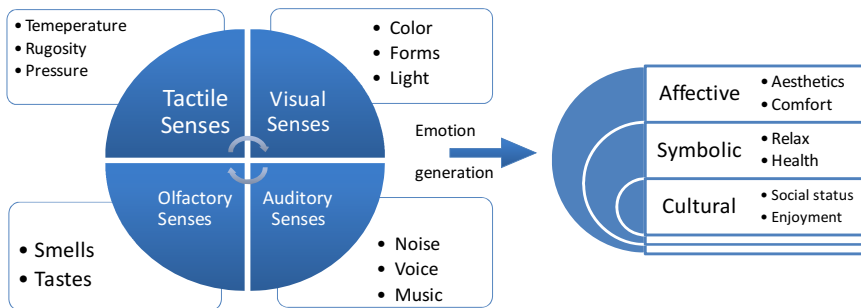 • Temeperature
• Rugosity
• Pressure
Tactile
Senses
Visual
Senses
• Color
• Forms
• Light
Olfactory
Senses
Auditory
Senses
• Smells
• Tastes
• Noise
• Voice
• Music
Emotion
generation
Affective
• Aesthetics
• Comfort
Symbolic
• Relax
• Health
Cultural
• Social status
• Enjoyment